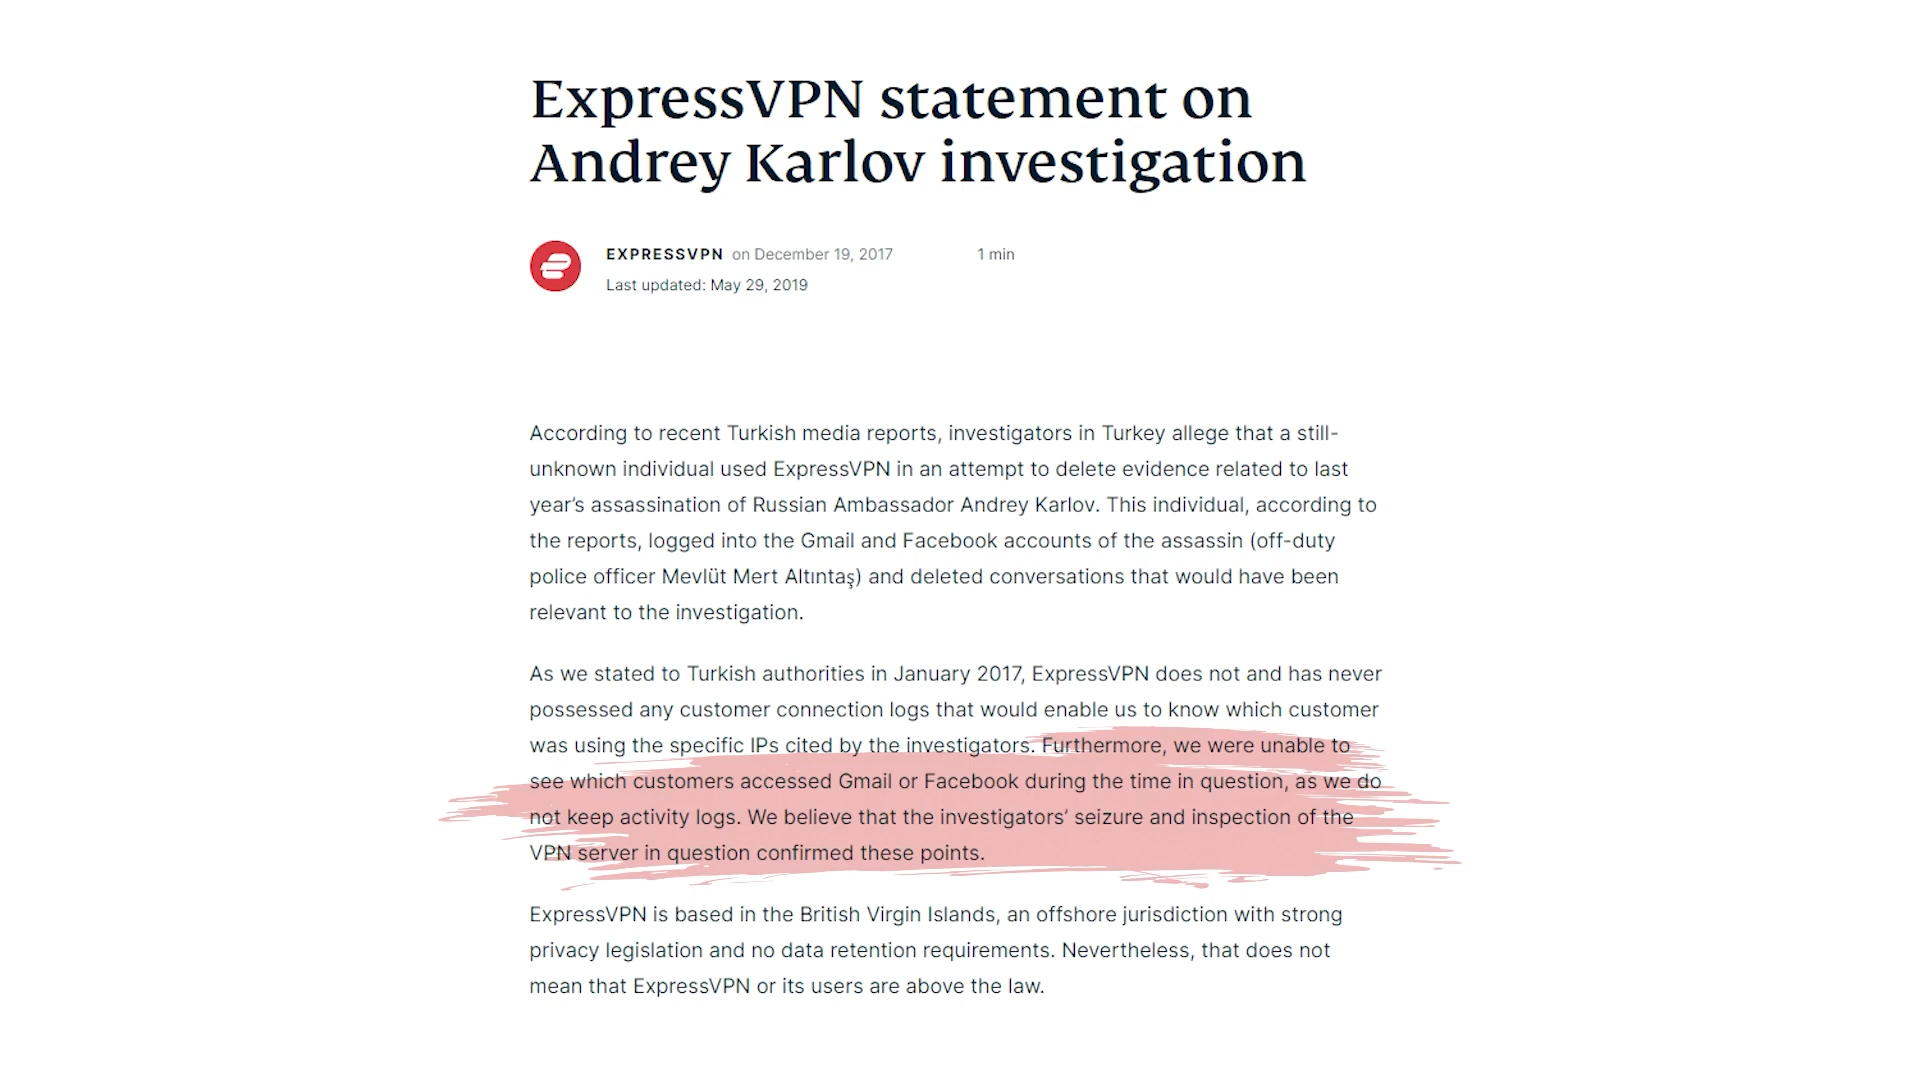 ExpressVPN statement on
Andrey Karlov investigation
EXPRESSVPN on December 19, 2017 1 min
Last updated: May 29, 2019
According to recent Turkish media reports, investigators in Turkey allege that a still-
unknown individual used ExpressVPN in an attempt to delete evidence related to last
year’s assassination of Russian Ambassador Andrey Karlov. This individual, according to
the reports, logged into the Gmail and Facebook accounts of the assassin (off-duty
police officer Mevlüt Mert Altıntaş) and deleted conversations that would have been
relevant to the investigation.
As we stated to Turkish authorities in January 2017, ExpressVPN does not and has never
possessed any customer connection logs that would enable us to know which customer
was using the specific IPs cited by the investigators. Furthermore, we were unable to
see which customers accessed Gmail or Facebook during the time in question, as we do
not keep activity logs. We believe that the investigators’ seizure and inspection of the
VPN server in question confirmed these points.
ExpressVPN is based in the British Virgin Islands, an offshore jurisdiction with strong
privacy legislation and no data retention requirements. Nevertheless, that does not
mean that ExpressVPN or its users are above the law.